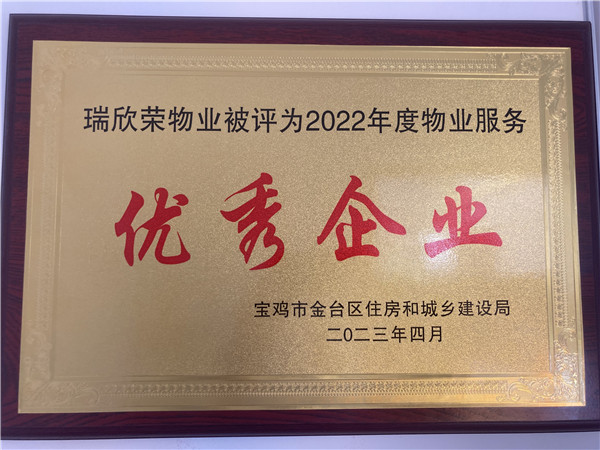 瑞欣荣物业被评为2022年度物业服务
优秀企业
宝鸡市金台区住房和城乡建设局
二〇二三年四月